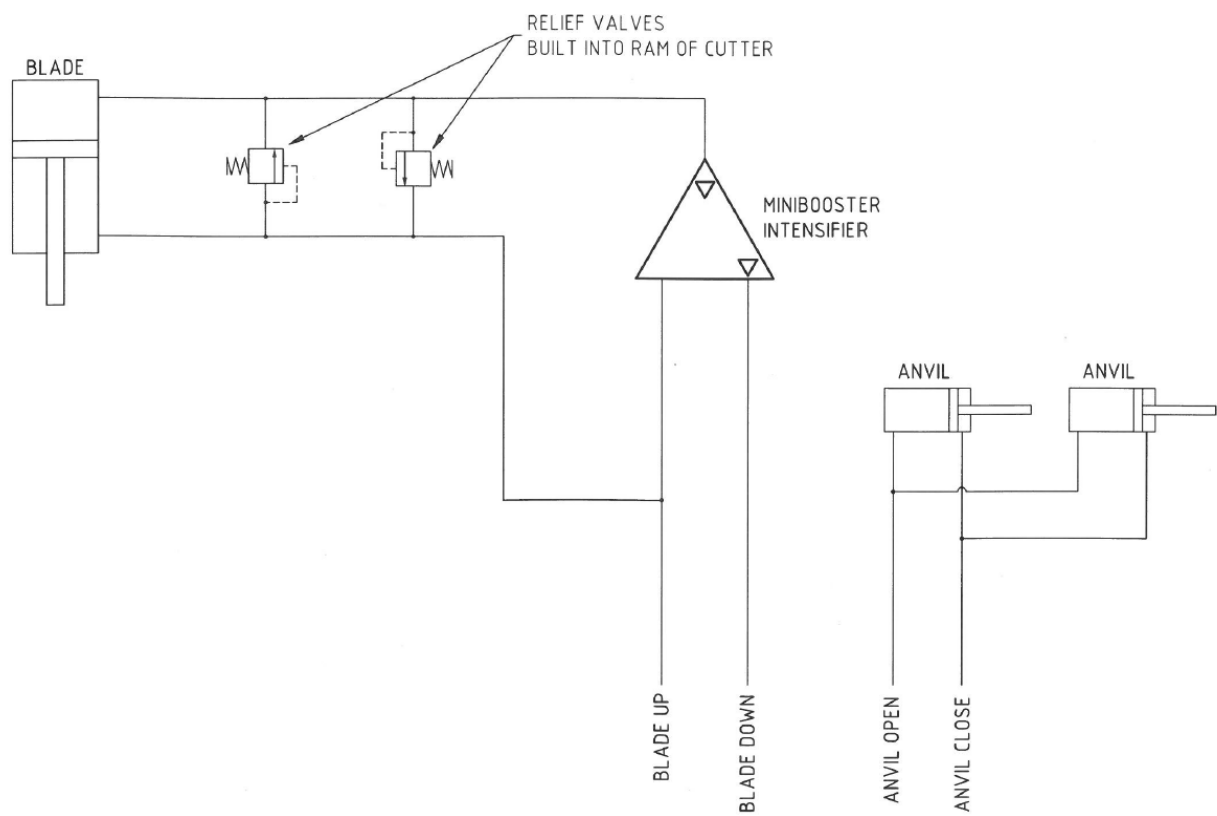 RELIEF VALVES
BUILT INTO RAM OF CUTTER
BLADE
MINIBOOSTER
INTENSIFIER
ANVIL
ANVIL
BLADE UP
BLADE DOWN
ANVIL OPEN
ANVIL CLOSE